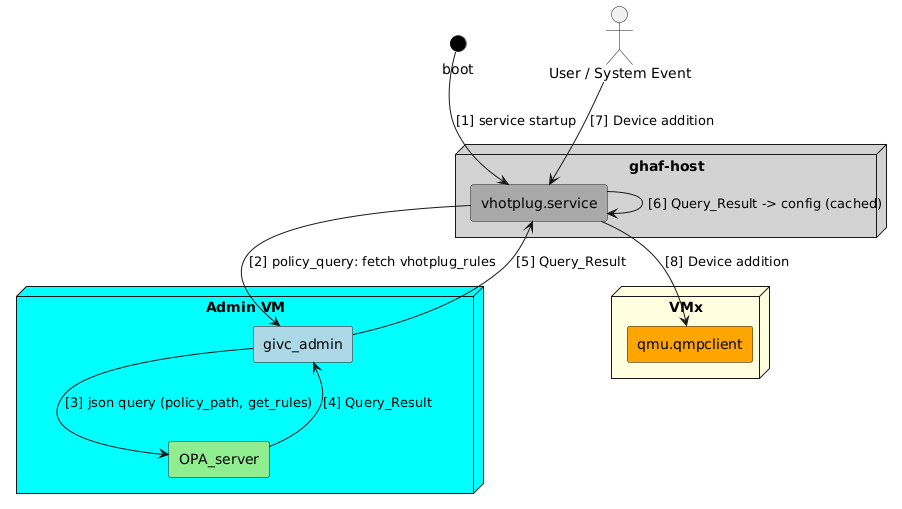 boot
User / System Event
[1] service startup
[7] Device addition
ghaf-host
vhotplug.service
[6] Query_Result -> config (cached)
[2] policy_query: fetch vhotplug_rules
[5] Query_Result
[8] Device addition
Admin VM
VMx
givc_admin
qmu.qmpclient
[3] json query (policy_path, get_rules)
[4] Query_Result
OPA_server